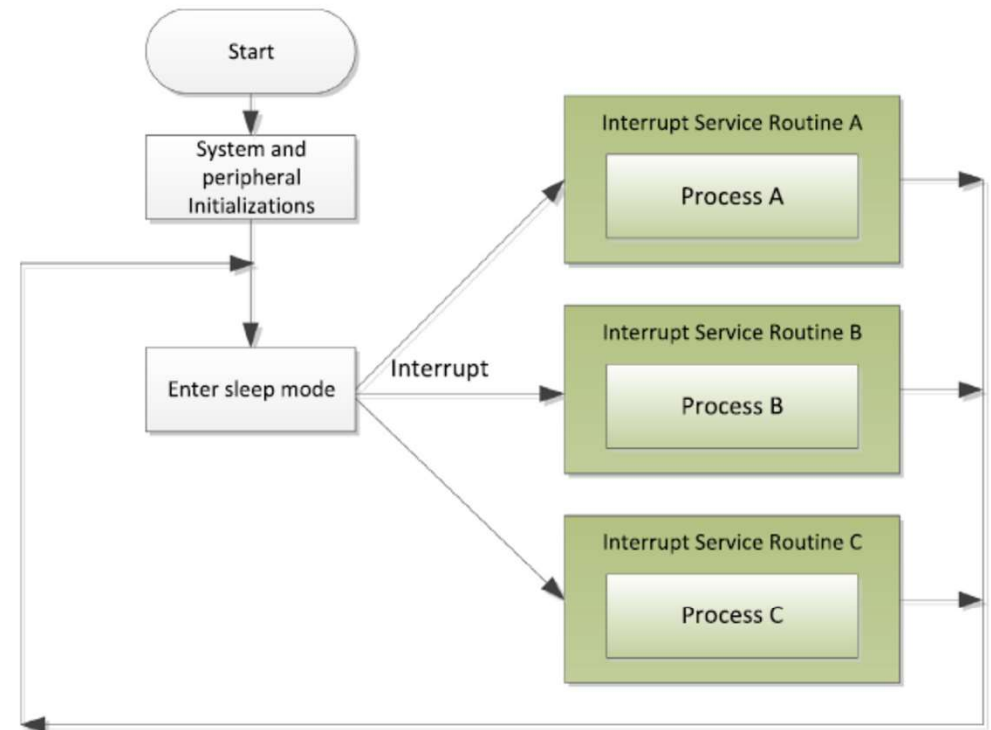 Start
System and
peripheral
Initializations
Enter sleep mode
Interrupt
Interrupt Service Routine A
Process A
Interrupt Service Routine B
Process B
Interrupt Service Routine C
Process C